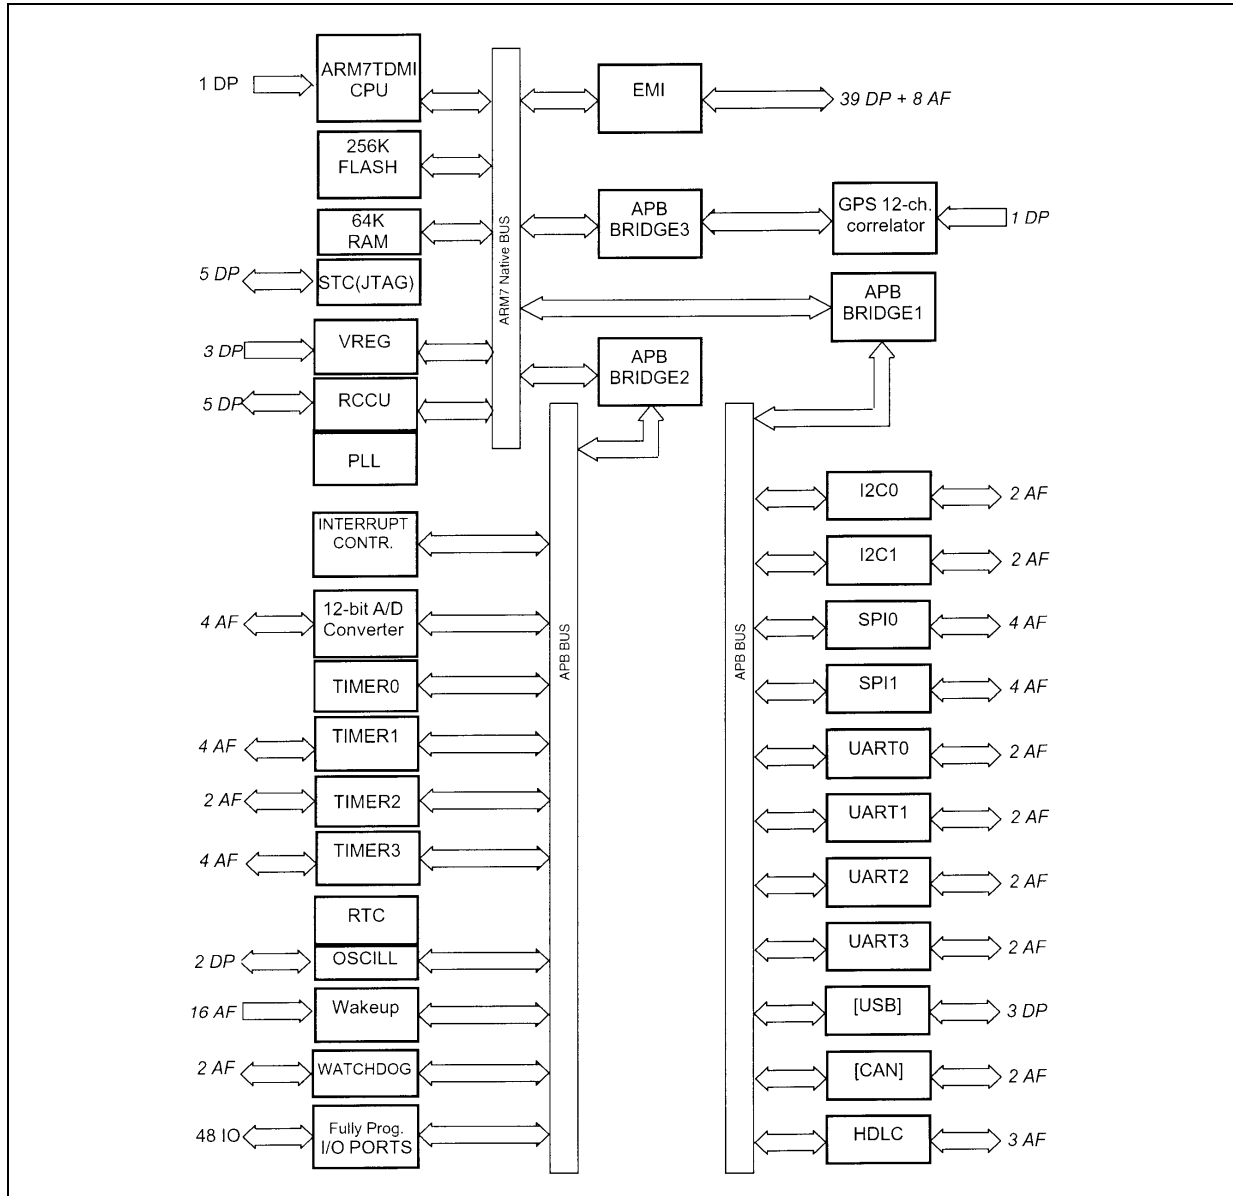 1 DP
ARM7TDMI
CPU
EMI
39 DP + 8 AF
256K
FLASH
64K
RAM
APB
BRIDGE3
GPS 12-ch.
correlator
1 DP
5 DP
STC(JTAG)
ARM7 Native BUS
APB
BRIDGE1
3 DP
VREG
APB
BRIDGE2
5 DP
RCCU
PLL
INTERRUPT
CONTR.
4 AF
12-bit A/D
Converter
TIMER0
4 AF
TIMER1
2 AF
TIMER2
4 AF
TIMER3
RTC
2 DP
OSCILL
16 AF
Wakeup
2 AF
WATCHDOG
48 IO
Fully Prog.
I/O PORTS
APB BUS
APB BUS
I2C0
2 AF
I2C1
2 AF
SPI0
4 AF
SPI1
4 AF
UART0
2 AF
UART1
2 AF
UART2
2 AF
UART3
2 AF
[USB]
3 DP
[CAN]
2 AF
HDLC
3 AF